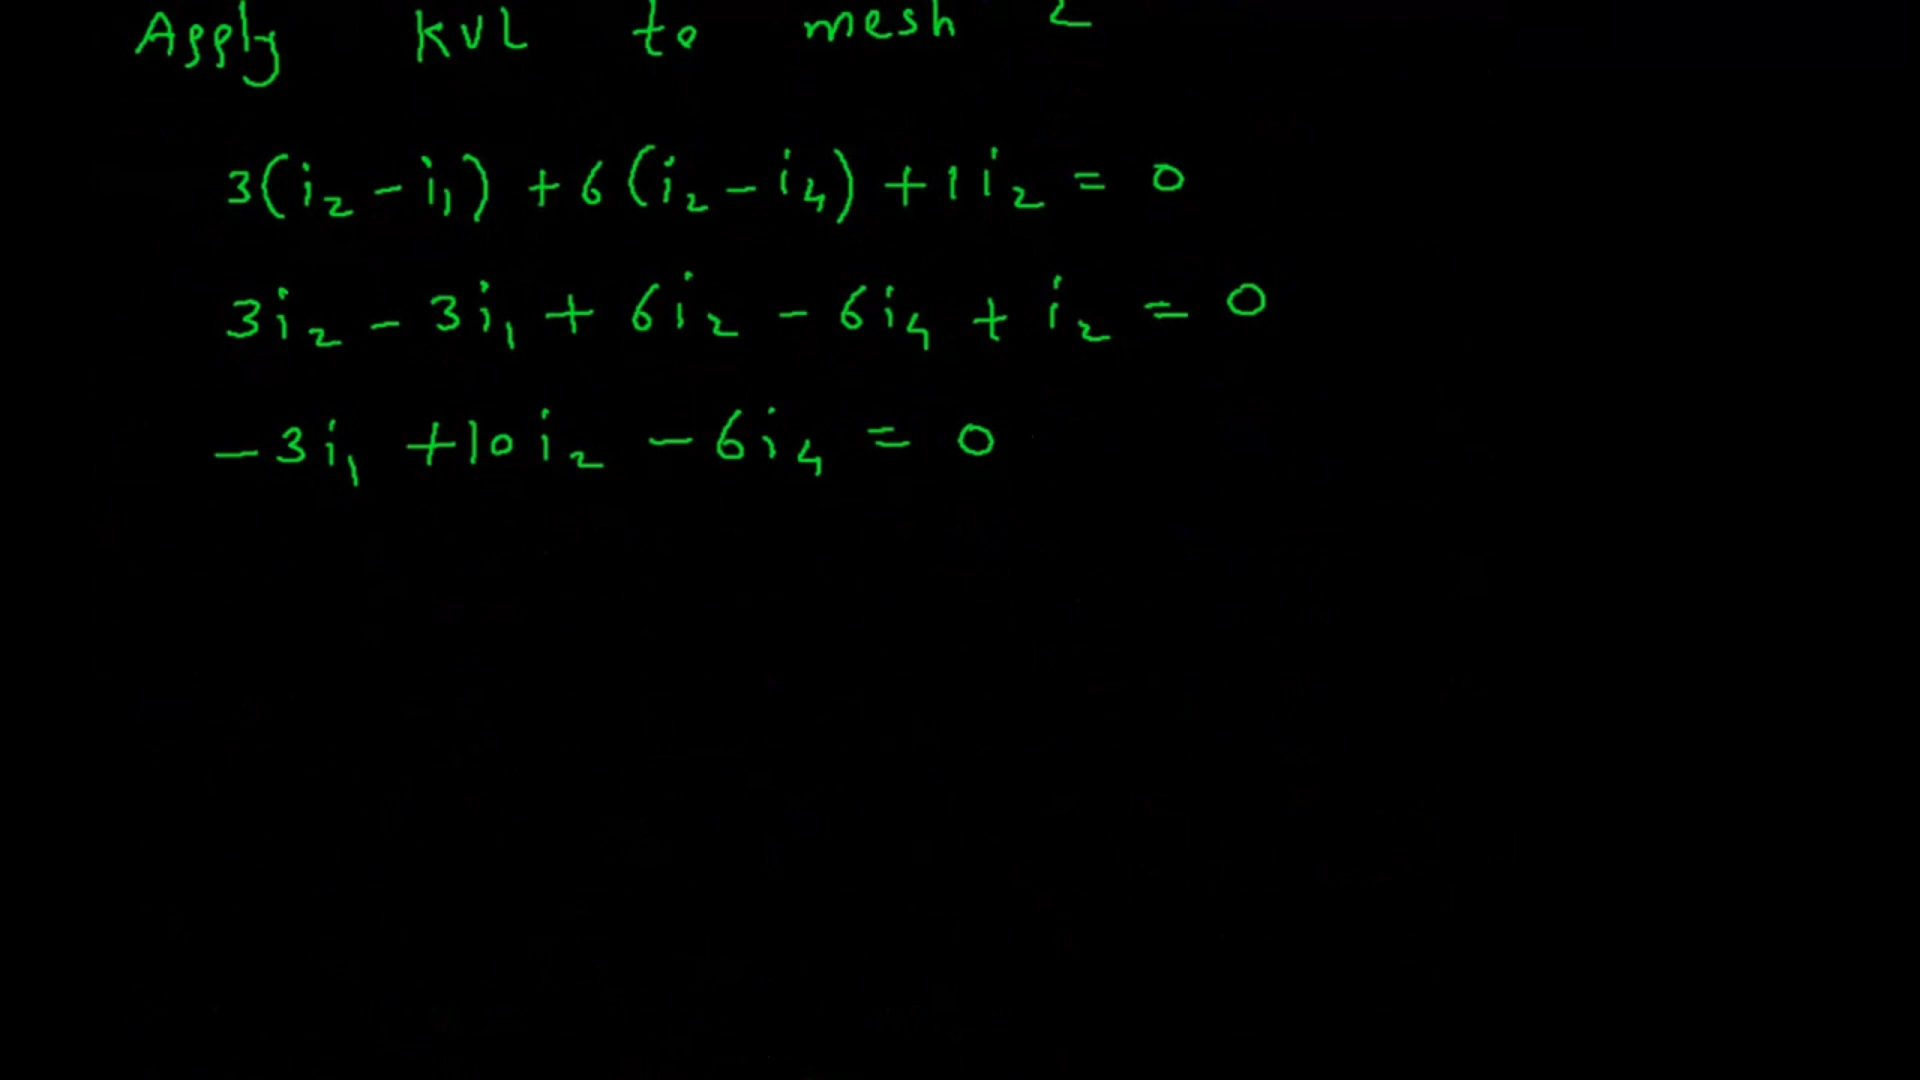 Apply KVL to mesh 2
3(i₂ - i₁) + 6(i₂ - i₄) + 1i₂ = 0
3i₂ - 3i₁ + 6i₂ - 6i₄ + i₂ = 0
-3i₁ + 10i₂ - 6i₄ = 0